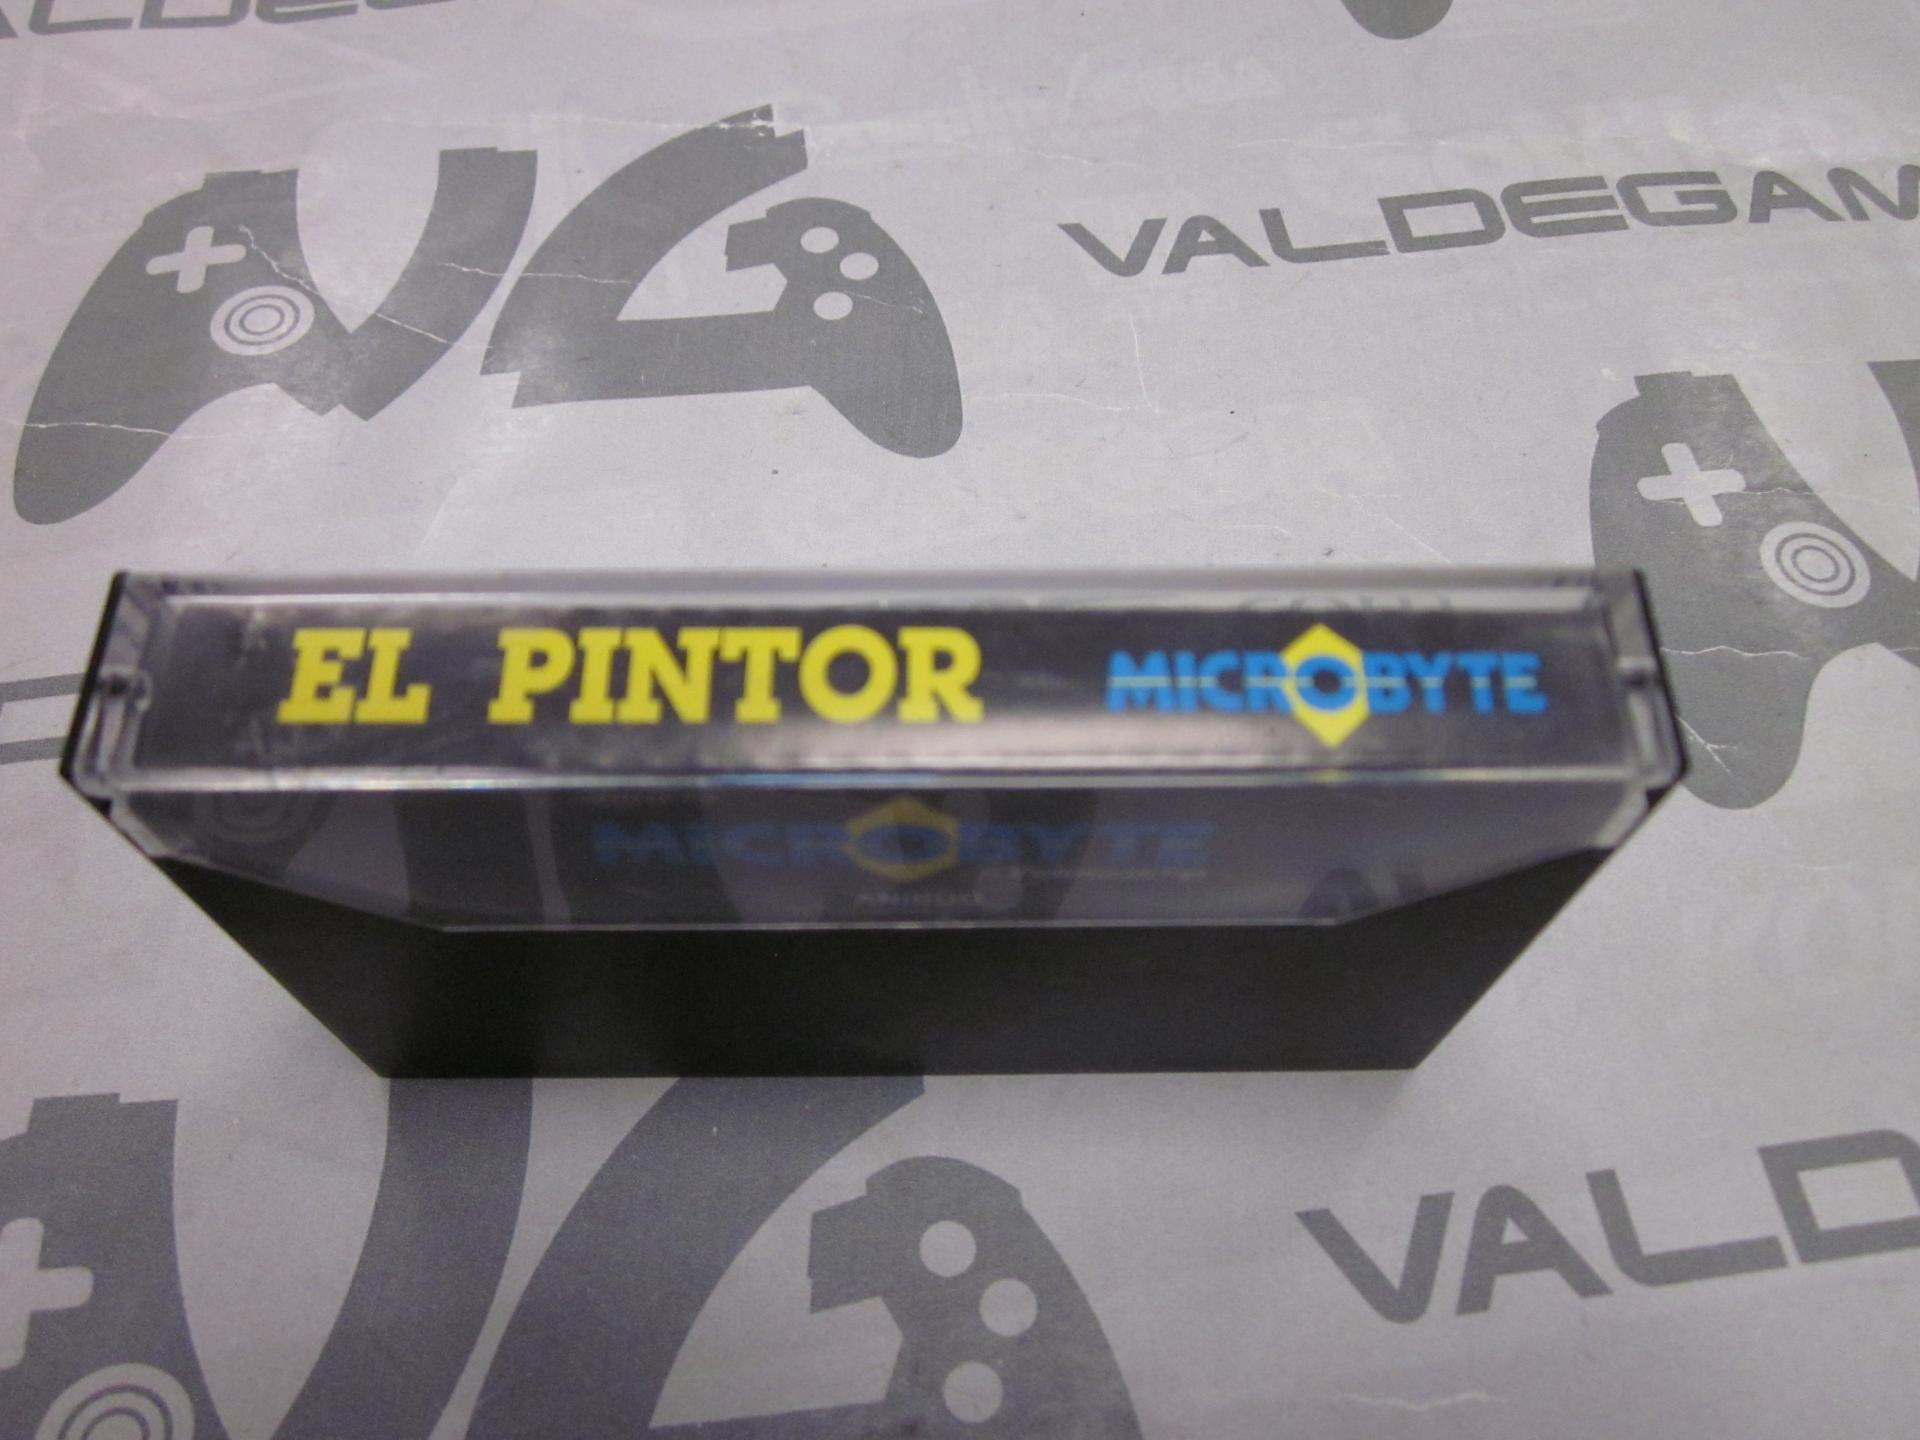 VALDEGAM
EL PINTOR MICROBYTE
MICROBYTE
VALD